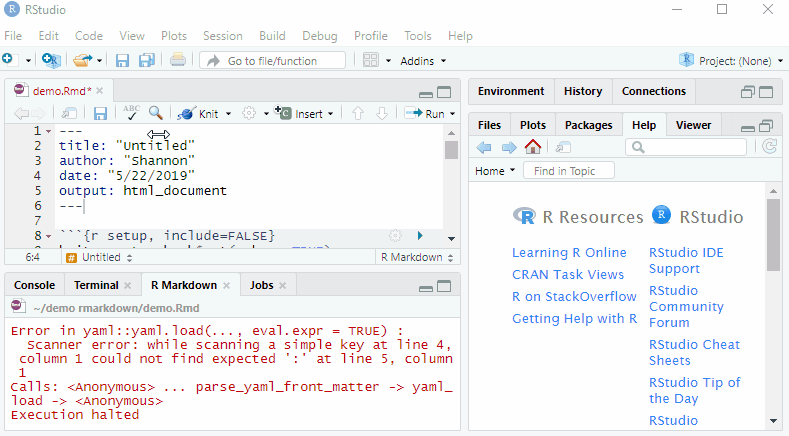 RStudio
File Edit Code View Plots Session Build Debug Profile Tools Help
Go to file/function Addins Project: (None)
demo.Rmd*
ABC Knit Insert Run
1 ---
2 title: "Untitled"
3 author: "Shannon"
4 date: "5/22/2019"
5 output: html_document
6 ---
7
8 ```{r setup, include=FALSE}
6:4 # Untitled R Markdown
Console Terminal R Markdown Jobs
~/demo rmarkdown/demo.Rmd
Error in yaml::yaml.load(..., eval.expr = TRUE) :
Scanner error: while scanning a simple key at line 4,
column 1 could not find expected ':' at line 5, column
1
Calls: <Anonymous> ... parse_yaml_front_matter -> yaml_
load -> <Anonymous>
Execution halted
Environment History Connections
Files Plots Packages Help Viewer
Home Find in Topic
R Resources
Learning R Online
CRAN Task Views
R on StackOverflow
Getting Help with R
R RStudio
RStudio IDE
Support
RStudio
Community
Forum
RStudio Cheat
Sheets
RStudio Tip of
the Day
RStudio